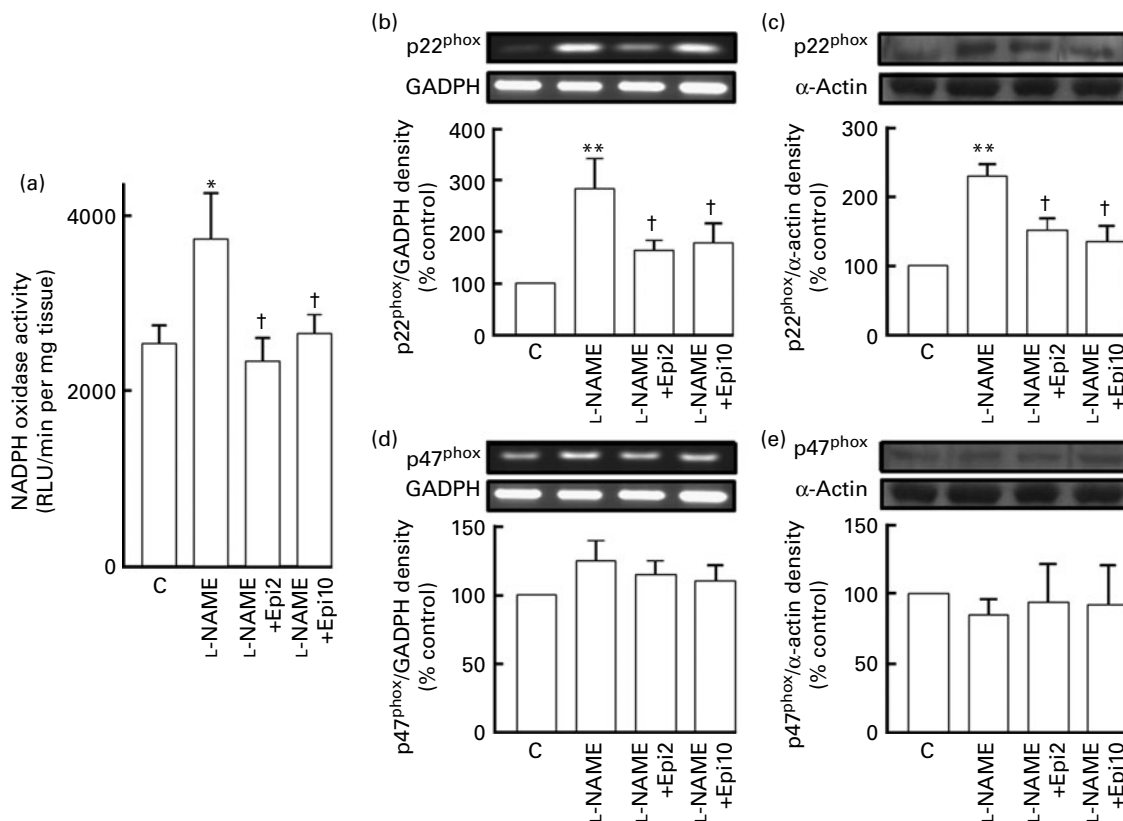 (a)
NADPH oxidase activity
(RLU/min per mg tissue)
4000
2000
0
*
†
†
C
L-NAME
L-NAME
+Epi2
L-NAME
+Epi10
(b)
p22phox
GADPH
p22phox/GADPH density
(% control)
400
300
200
100
0
**
†
†
C
L-NAME
L-NAME
+Epi2
L-NAME
+Epi10
(c)
p22phox
α-Actin
p22phox/α-actin density
(% control)
300
200
100
0
**
†
†
C
L-NAME
L-NAME
+Epi2
L-NAME
+Epi10
(d)
p47phox
GADPH
p47phox/GADPH density
(% control)
150
100
50
0
C
L-NAME
L-NAME
+Epi2
L-NAME
+Epi10
(e)
p47phox
α-Actin
p47phox/α-actin density
(% control)
150
100
50
0
C
L-NAME
L-NAME
+Epi2
L-NAME
+Epi10